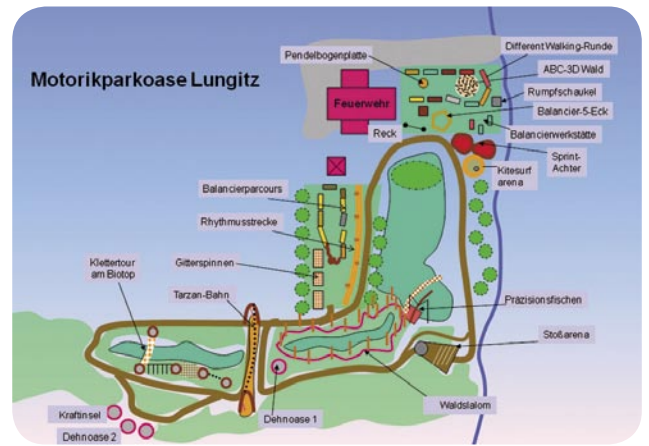 Motorikparkoase Lungitz
Pendelbogenplatte
Different Walking-Runde
ABC-3D Wald
Feuerwehr
Rumpfschaukel
Balancier-5-Eck
Reck
Balancierwerkstätte
Sprint-
Achter
Kitesurf
arena
Balancierparcours
Rhythmusstrecke
Klettertour
am Biotop
Gitterspinnen
Tarzan-Bahn
Präzisionsfischen
Stoßarena
Waldslalom
Dehnoase 1
Kraftinsel
Dehnoase 2